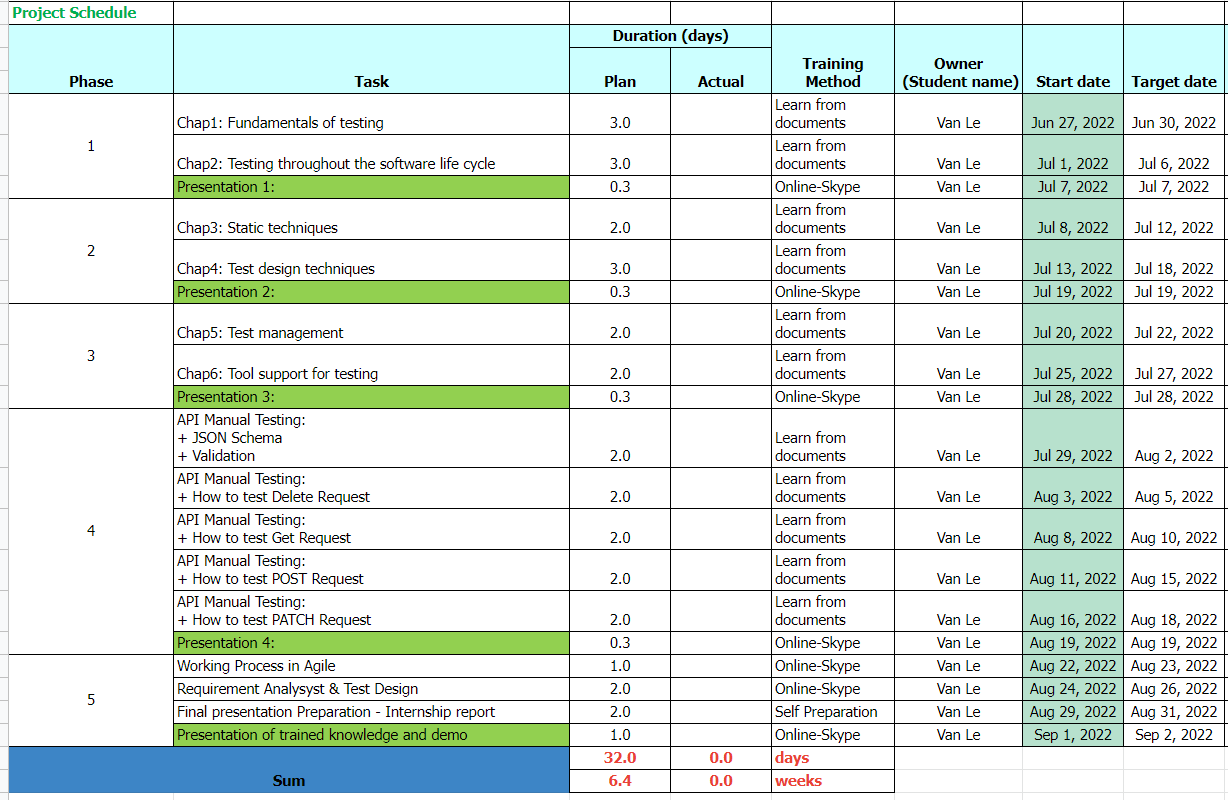 Project Schedule
Duration (days)
Phase Task Plan Actual Training Method Owner (Student name) Start date Target date
1
Chap1: Fundamentals of testing 3.0 Learn from documents Van Le Jun 27, 2022 Jun 30, 2022
Chap2: Testing throughout the software life cycle 3.0 Learn from documents Van Le Jul 1, 2022 Jul 6, 2022
Presentation 1: 0.3 Online-Skype Van Le Jul 7, 2022 Jul 7, 2022
2
Chap3: Static techniques 2.0 Learn from documents Van Le Jul 8, 2022 Jul 12, 2022
Chap4: Test design techniques 3.0 Learn from documents Van Le Jul 13, 2022 Jul 18, 2022
Presentation 2: 0.3 Online-Skype Van Le Jul 19, 2022 Jul 19, 2022
3
Chap5: Test management 2.0 Learn from documents Van Le Jul 20, 2022 Jul 22, 2022
Chap6: Tool support for testing 2.0 Learn from documents Van Le Jul 25, 2022 Jul 27, 2022
Presentation 3: 0.3 Online-Skype Van Le Jul 28, 2022 Jul 28, 2022
4
API Manual Testing:
+ JSON Schema
+ Validation 2.0 Learn from documents Van Le Jul 29, 2022 Aug 2, 2022
API Manual Testing:
+ How to test Delete Request 2.0 Learn from documents Van Le Aug 3, 2022 Aug 5, 2022
API Manual Testing:
+ How to test Get Request 2.0 Learn from documents Van Le Aug 8, 2022 Aug 10, 2022
API Manual Testing:
+ How to test POST Request 2.0 Learn from documents Van Le Aug 11, 2022 Aug 15, 2022
API Manual Testing:
+ How to test PATCH Request 2.0 Learn from documents Van Le Aug 16, 2022 Aug 18, 2022
Presentation 4: 0.3 Online-Skype Van Le Aug 19, 2022 Aug 19, 2022
5
Working Process in Agile 1.0 Online-Skype Van Le Aug 22, 2022 Aug 23, 2022
Requirement Analysyst & Test Design 2.0 Online-Skype Van Le Aug 24, 2022 Aug 26, 2022
Final presentation Preparation - Internship report 2.0 Self Preparation Van Le Aug 29, 2022 Aug 31, 2022
Presentation of trained knowledge and demo 1.0 Online-Skype Van Le Sep 1, 2022 Sep 2, 2022
Sum
32.0 0.0 days
6.4 0.0 weeks